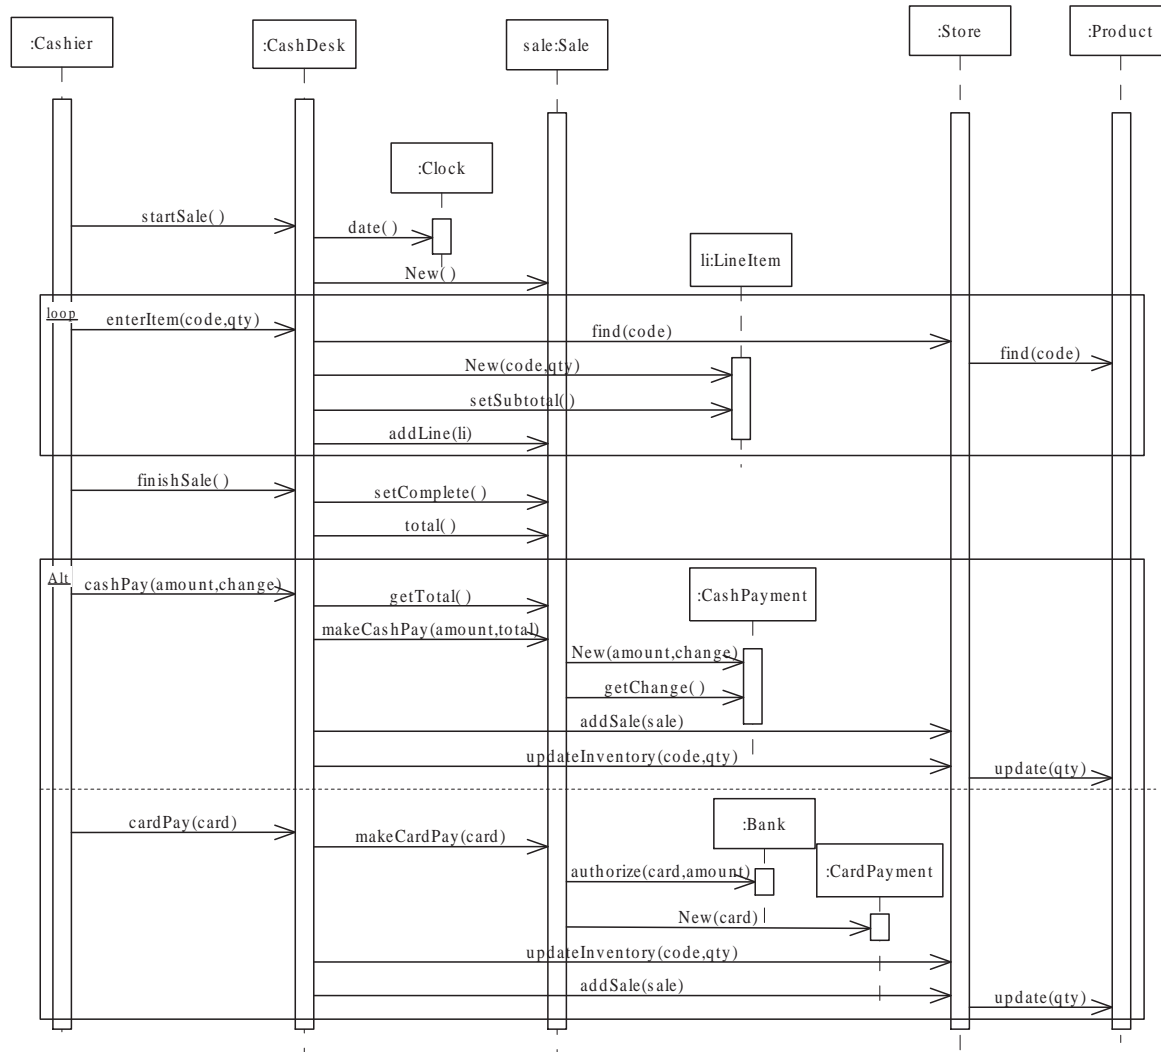 :Cashier
:CashDesk
sale:Sale
:Store
:Product
:Clock
startSale( )
date( )
li:LineItem
New( )
loop
enterItem(code,qty)
find(code)
find(code)
New(code,qty)
setSubtotal( )
addLine(li)
finishSale( )
setComplete( )
total( )
Alt
cashPay(amount,change)
:CashPayment
getTotal( )
makeCashPay(amount,total)
New(amount,change)
getChange( )
addSale(sale)
updateInventory(code,qty)
update(qty)
cardPay(card)
:Bank
makeCardPay(card)
authorize(card,amount)
:CardPayment
New(card)
updateInventory(code,qty)
addSale(sale)
update(qty)